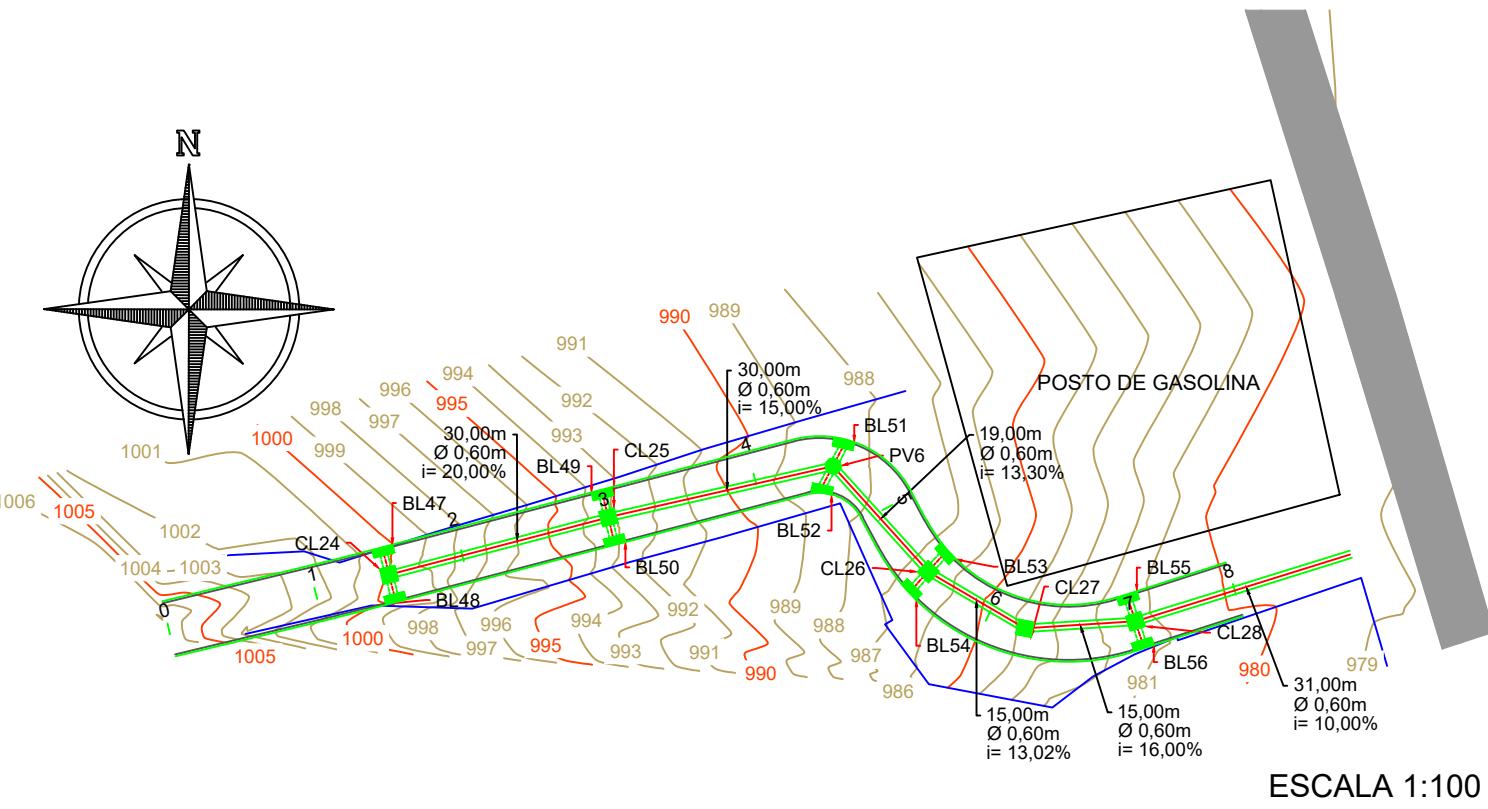 N
POSTO DE GASOLINA
1006
1005
1004
1003
1002
1001
1000
999
998
997
996
995
994
993
992
991
990
989
988
30,00m
Ø 0,60m
i= 20,00%
30,00m
Ø 0,60m
i= 15,00%
19,00m
Ø 0,60m
i= 13,30%
BL47
CL24
BL48
BL49
CL25
BL50
BL51
PV6
BL52
CL26
BL53
BL54
CL27
BL55
CL28
BL56
0
1
2
3
4
5
6
7
8
1005
1000
998
997
996
995
994
993
992
991
990
989
988
987
986
981
980
979
15,00m
Ø 0,60m
i= 13,02%
15,00m
Ø 0,60m
i= 16,00%
31,00m
Ø 0,60m
i= 10,00%
ESCALA 1:100